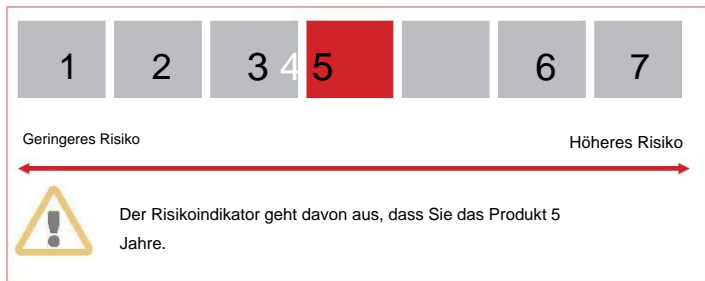 1 2 3 4 5 6 7
Geringeres Risiko Höheres Risiko
Der Risikoindikator geht davon aus, dass Sie das Produkt 5
Jahre.